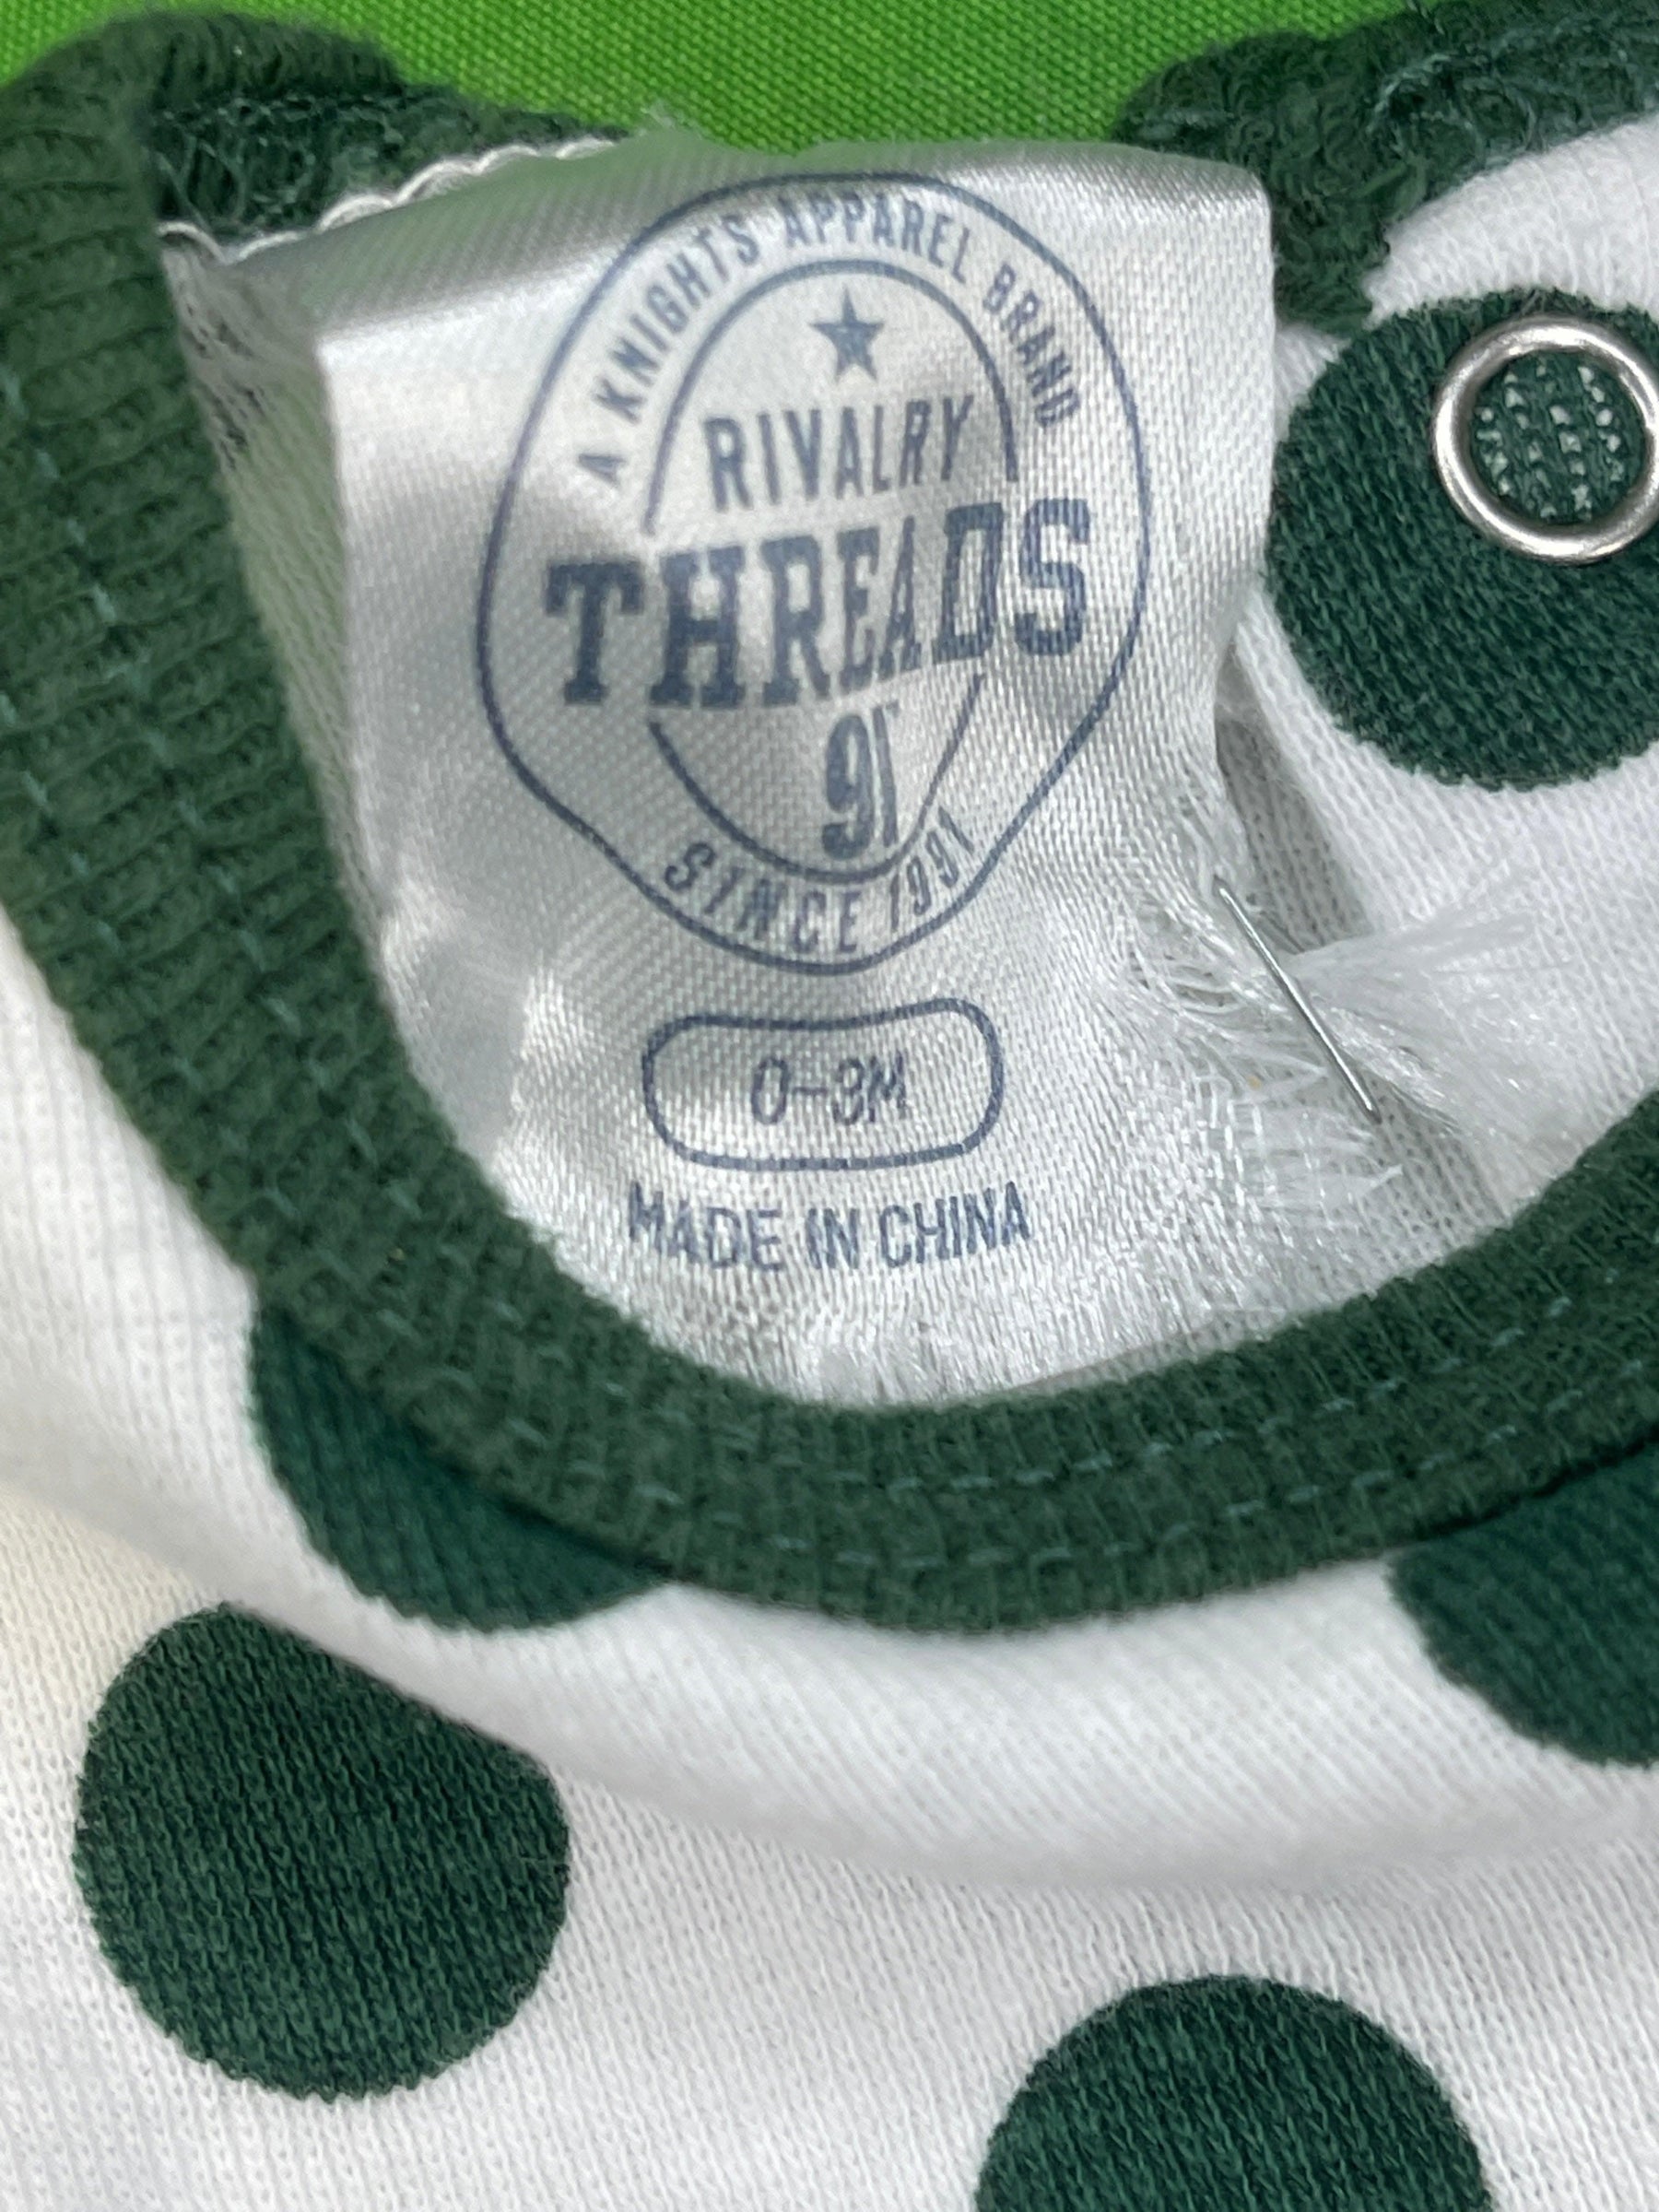 A KNIGHTS APPAREL BRAND
RIVALRY
THREADS
91
SINCE 1991
0-3M
MADE IN CHINA